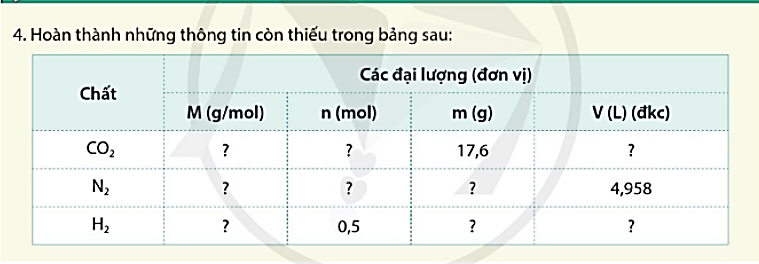 4. Hoàn thành những thông tin còn thiếu trong bảng sau:
Chất
Các đại lượng (đơn vị)
M (g/mol) n (mol) m (g) V (L) (đkc)
CO₂ ? ? 17,6 ?
N₂ ? ? ? 4,958
H₂ ? 0,5 ? ?